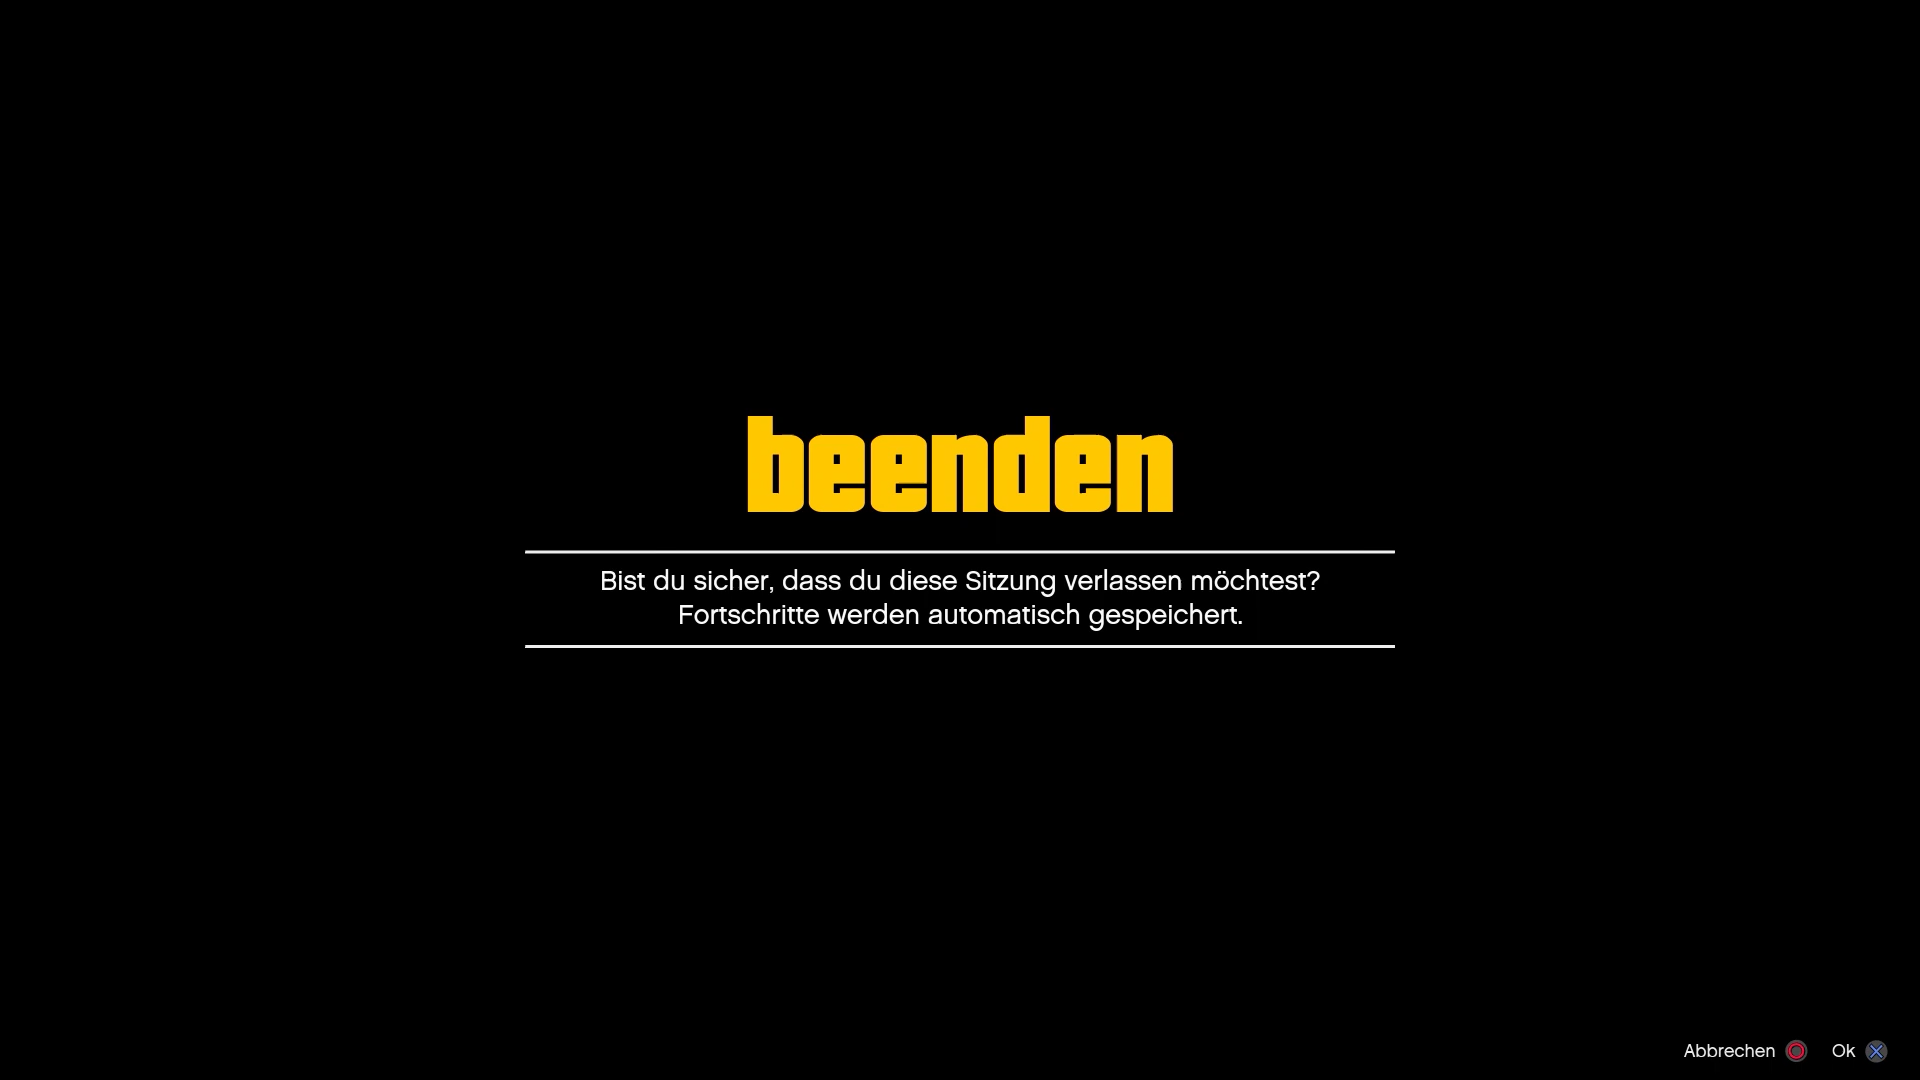 beenden
Bist du sicher, dass du diese Sitzung verlassen möchtest?
Fortschritte werden automatisch gespeichert.
Abbrechen Ok